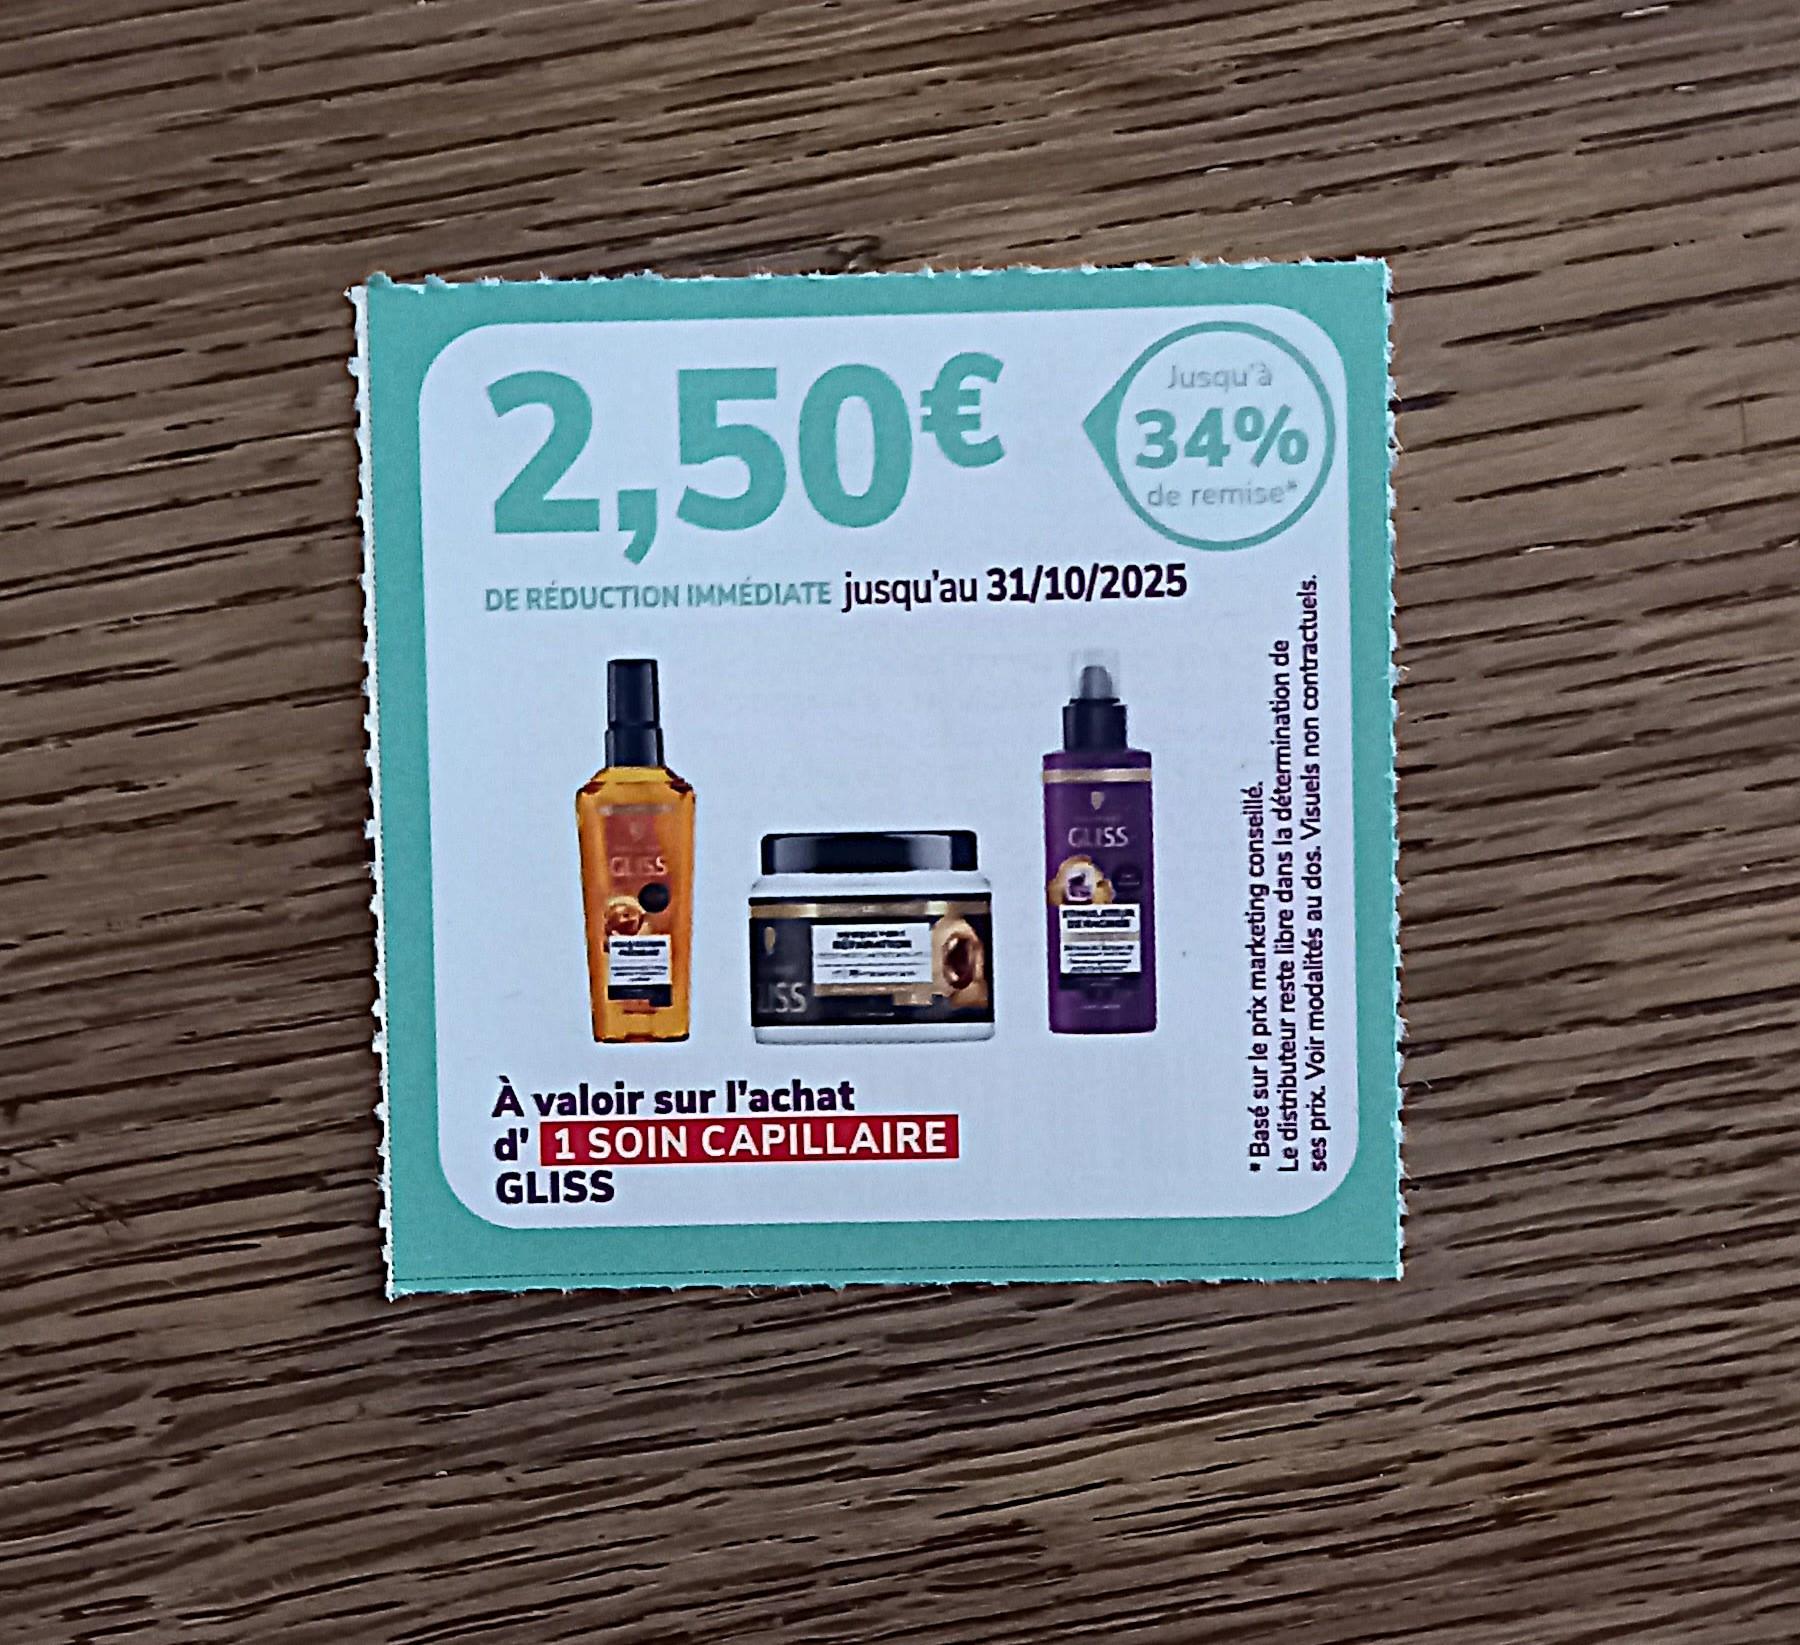 2,50€
Jusqu'à
34%
de remise*
DE RÉDUCTION IMMÉDIATE jusqu'au 31/10/2025
GLISS
ISS
RÉPARATION
GLISS
À valoir sur l'achat
d' 1 SOIN CAPILLAIRE
GLISS
*Basé sur le prix marketing conseillé.
Le distributeur reste libre dans la détermination de
ses prix. Voir modalités au dos. Visuels non contractuels.